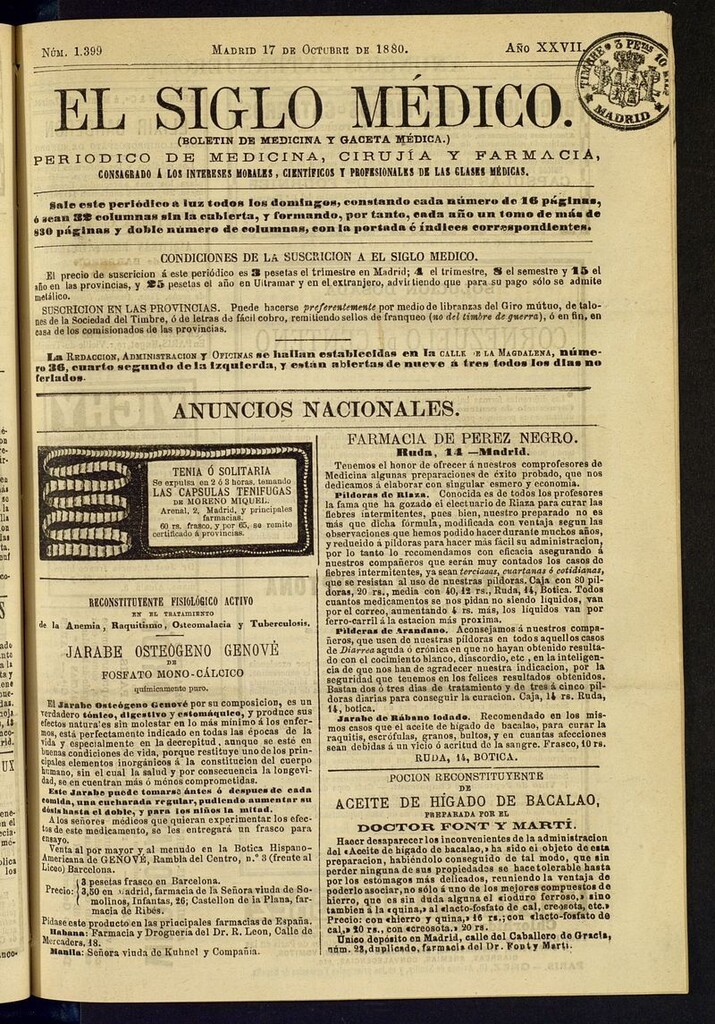 NÚM. 1.399
MADRID 17 DE OCTUBRE DE 1880.
AÑO XXVII.
TIMBRE 3 PETAS 10
MADRID
EL SIGLO MÉDICO.
(BOLETIN DE MEDICINA Y GACETA MÉDICA.)
PERIODICO DE MEDICINA, CIRUJÍA Y FARMACIA,
CONSAGRADO Á LOS INTERESES MORALES, CIENTÍFICOS Y PROFESIONALES DE LAS CLASES MÉDICAS.
Sale este periódico a luz todos los domingos, constando cada número de 16 páginas,
ó sean 32 columnas sin la cubierta, y formando, por tanto, cada año un tomo de más de
830 páginas y doble número de columnas, con la portada é índices correspondientes.
CONDICIONES DE LA SUSCRICION A EL SIGLO MEDICO.
El precio de suscricion á este periódico es 3 pesetas el trimestre en Madrid; 4 el trimestre, 8 el semestre y 15 el
año en las provincias, y 25 pesetas el año en Ultramar y en el extranjero, advirtiendo que para su pago sólo se admite
metálico.
SUSCRICION EN LAS PROVINCIAS. Puede hacerse preferentemente por medio de libranzas del Giro mútuo, de talo-
nes de la Sociedad del Timbre, ó de letras de fácil cobro, remitiendo sellos de franqueo (no del timbre de guerra), ó en fin, en
casa de los comisionados de las provincias.
LA REDACCION, ADMINISTRACION Y OFICINAS se hallan establecidas en la CALLE DE LA MAGDALENA, núme-
ro 36, cuarto segundo de la izquierda, y están abiertas de nueve a tres todos los dias no
feriados.
ANUNCIOS NACIONALES.
TENIA Ó SOLITARIA
Se expulsa en 2 ó 3 horas, tomando
LAS CAPSULAS TENIFUGAS
DE MORENO MIQUEL.
Arenal, 2, Madrid, y principales
farmacias.
60 rs. frasco, y por 65, se remite
certificado á provincias.
RECONSTITUYENTE FISIOLÓGICO ACTIVO
EN EL TRATAMIENTO
de la Anemia, Raquitismo, Osteomalacia y Tuberculosis.
JARABE OSTEÓGENO GENOVÉ
DE
FOSFATO MONO-CÁLCICO
químicamente puro.
El Jarabe Osteógeno Genové por su composicion, es un
verdadero tónico, digestivo y estomáquico, y produce sus
efectos naturales sin molestar en lo más mínimo á los enfer-
mos, está perfectamente indicado en todas las épocas de la
vida y especialmente en la decrepitud, aunque se esté en
buenas condiciones de vida, porque restituye uno de los prin-
cipales elementos inorgánicos á la constitucion del cuerpo
humano, sin el cual la salud y por consecuencia la longevi-
dad, se encuentran más ó ménos comprometidas.
Este Jarabe puede tomarse ántes ó despues de cada
comida, una cucharada regular, pudiendo aumentar su
dósis hasta el doble, y para los niños la mitad.
A los señores médicos que quieran experimentar los efec-
tos de este medicamento, se les entregará un frasco para
ensayo.
Venta al por mayor y al menudo en la Botica Hispano-
Americana de GENOVÉ, Rambla del Centro, n.º 3 (frente al
Liceo) Barcelona.
3 pesetas frasco en Barcelona.
Precio: 3,50 en Madrid, farmacia de la Señora viuda de So-
molinos, Infantas, 26; Castellon de la Plana, far-
macia de Ribés.
Pídase este producto en las principales farmacias de España.
Habana: Farmacia y Droguería del Dr. R. Leon, Calle de
Mercaders, 18.
Manila: Señora viuda de Kuhnel y Compañia.
FARMACIA DE PEREZ NEGRO.
Ruda, 14 —Madrid.
Tenemos el honor de ofrecer á nuestros comprofesores de
Medicina algunas preparaciones de éxito probado, que nos
dedicamos á elaborar con singular esmero y economía.
Píldoras de Riaza. Conocida es de todos los profesores
la fama que ha gozado el electuario de Riaza para curar las
fiebres intermitentes, pues bien, nuestro preparado no es
más que dicha fórmula, modificada con ventaja segun las
observaciones que hemos podido hacer durante muchos años,
y reducido á píldoras para hacer más fácil su administracion,
por lo tanto lo recomendamos con eficacia asegurando á
nuestros compañeros que serán muy contados los casos de
fiebres intermitentes, ya sean tercianas, cuartanas ó cotidianas,
que se resistan al uso de nuestras píldoras. Caja con 80 píl-
doras, 20 rs., media con 40, 12 rs., Ruda, 14, Botica. Todos
cuantos medicamentos se nos pidan no siendo líquidos, van
por el correo, aumentando 4 rs. más, los líquidos van por
ferro-carril á la estacion más proxima.
Píldoras de Arandano. Aconsejamos á nuestros compa-
ñeros, que usen de nuestras píldoras en todos aquellos casos
de Diarrea aguda ó crónica en que no hayan obtenido resulta-
do con el cocimiento blanco, diascordio, etc, en la inteligen-
cia de que nos han de agradecer nuestra indicacion, por la
seguridad que tenemos en los felices resultados obtenidos.
Bastan dos ó tres dias de tratamiento y de tres á cinco píl-
doras diarias para conseguir la curacion. Caja, 14 rs. Ruda,
14, botica.
Jarabe de Rábano Iodado. Recomendado en los mis-
mos casos que el aceite de hígado de bacalao, para curar la
raquitis, escrófulas, granos, bultos, y en cuantas afecciones
sean debidas á un vicio ó acritud de la sangre. Frasco, 10 rs.
RUDA, 14, BOTICA.
POCION RECONSTITUYENTE
DE
ACEITE DE HÍGADO DE BACALAO,
PREPARADA POR EL
DOCTOR FONT Y MARTÍ.
Hacer desaparecer los inconvenientes de la administracion
del «Aceite de hígado de bacalao,» ha sido el objeto de esta
preparacion, habiéndolo conseguido de tal modo, que sin
perder ninguna de sus propiedades se hace tolerable hasta
por los estómagos más delicados, reuniendo la ventaja de
poderlo asociar, no sólo á uno de los mejores compuestos de
hierro, que es sin duda alguna el «ioduro ferroso,» sino
tambien á la «quina,» al «lacto-fosfato de cal, creosota, etc.»
Precio: con «hierro y quina,» 16 rs.; con «lacto-fosfato de
cal,» 20 rs., con «creosota,» 20 rs.
Unico depósito en Madrid, calle del Caballero de Gracia,
núm. 23, duplicado, farmacia del Dr. Font y Martí.